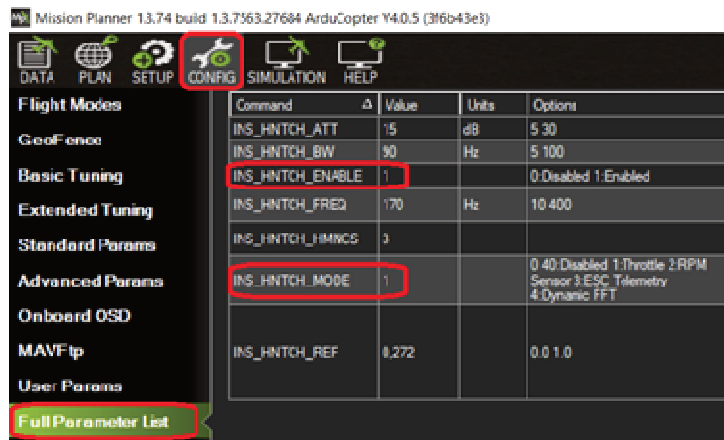 Mission Planner 1.3.74 build 1.3.7563.27684 ArduCopter V4.0.5 (3f6b43e3)
DATA PLAN SETUP CONFIG SIMULATION HELP
Flight Modes
GeoFence
Basic Tuning
Extended Tuning
Standard Params
Advanced Params
Onboard OSD
MAVFtp
User Params
Full Parameter List
Command Value Units Options
INS_HNTCH_ATT 15 dB 5 30
INS_HNTCH_BW 90 Hz 5 100
INS_HNTCH_ENABLE 1 0:Disabled 1:Enabled
INS_HNTCH_FREQ 170 Hz 10 400
INS_HNTCH_HMNCS 3
INS_HNTCH_MODE 1 0 40:Disabled 1:Throttle 2:RPM
Sensor 3:ESC Telemetry
4:Dynamic FFT
INS_HNTCH_REF 0,272 0.0 1.0